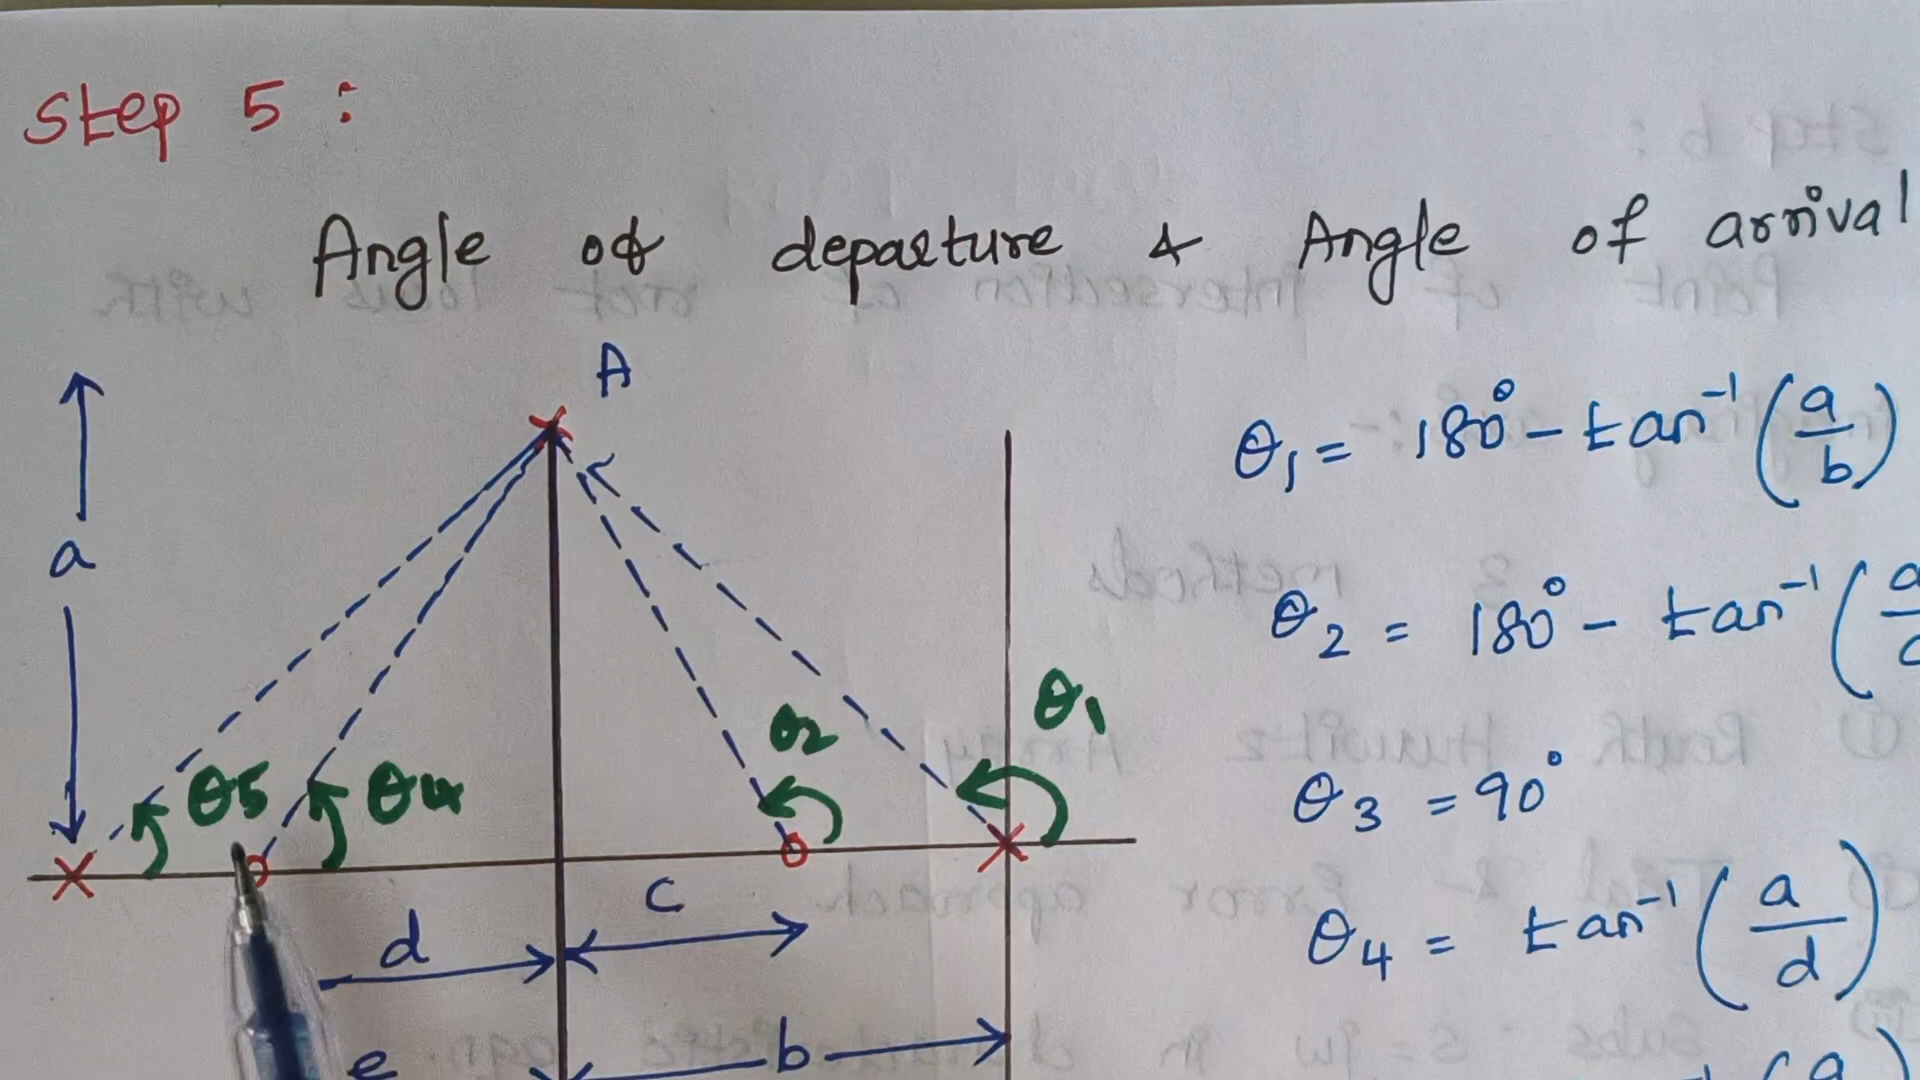 Step 5 :
Angle of departure & Angle of arrival
A
a
θ1 = 180° - tan⁻¹ (a/b)
θ2 = 180° - tan⁻¹ (a
θ1
θ2
θ5
θ4
θ3 = 90°
θ4 = tan⁻¹ (a/d)
c
d
b
e
(a